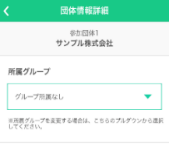 団体情報詳細
参加団体1
サンプル株式会社
所属グループ
グループ所属なし
※所属グループを変更する場合は、こちらのプルダウンから選択
してください。